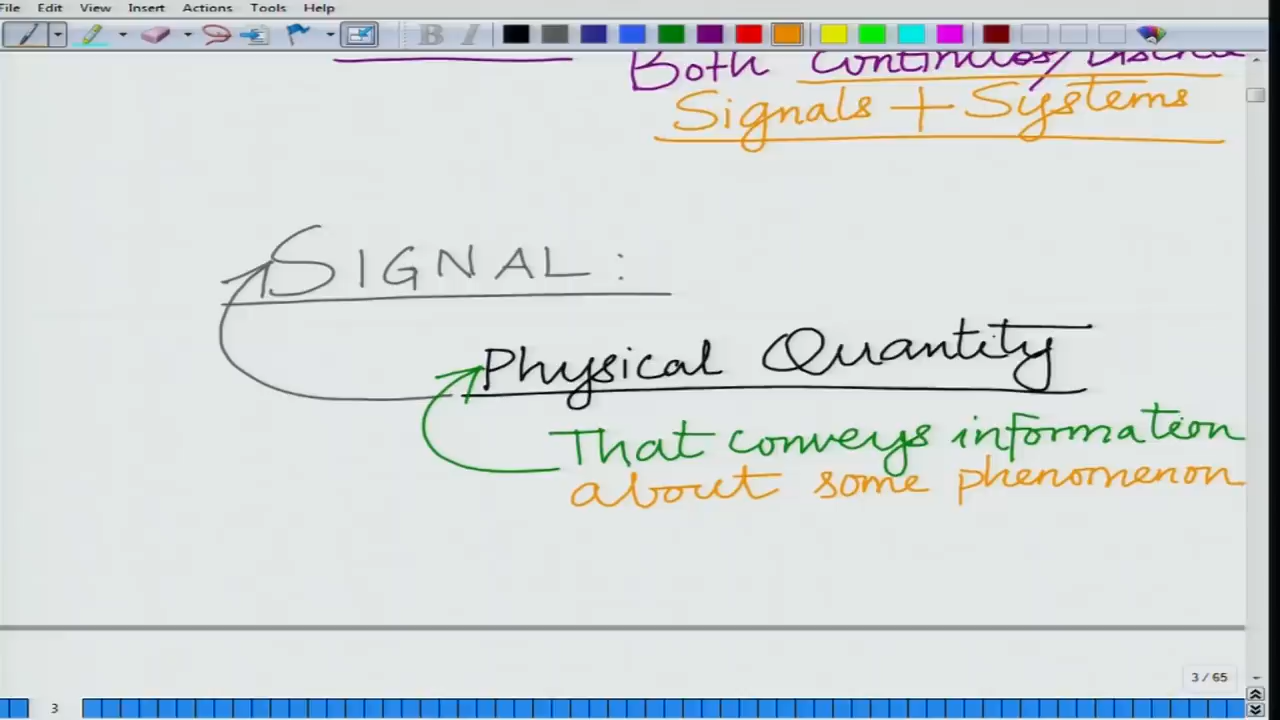 File Edit View Insert Actions Tools Help
B I
Both Continuos/
Signals + Systems
SIGNAL:
Physical Quantity
That conveys information
about some phenomenon
3 / 65
3